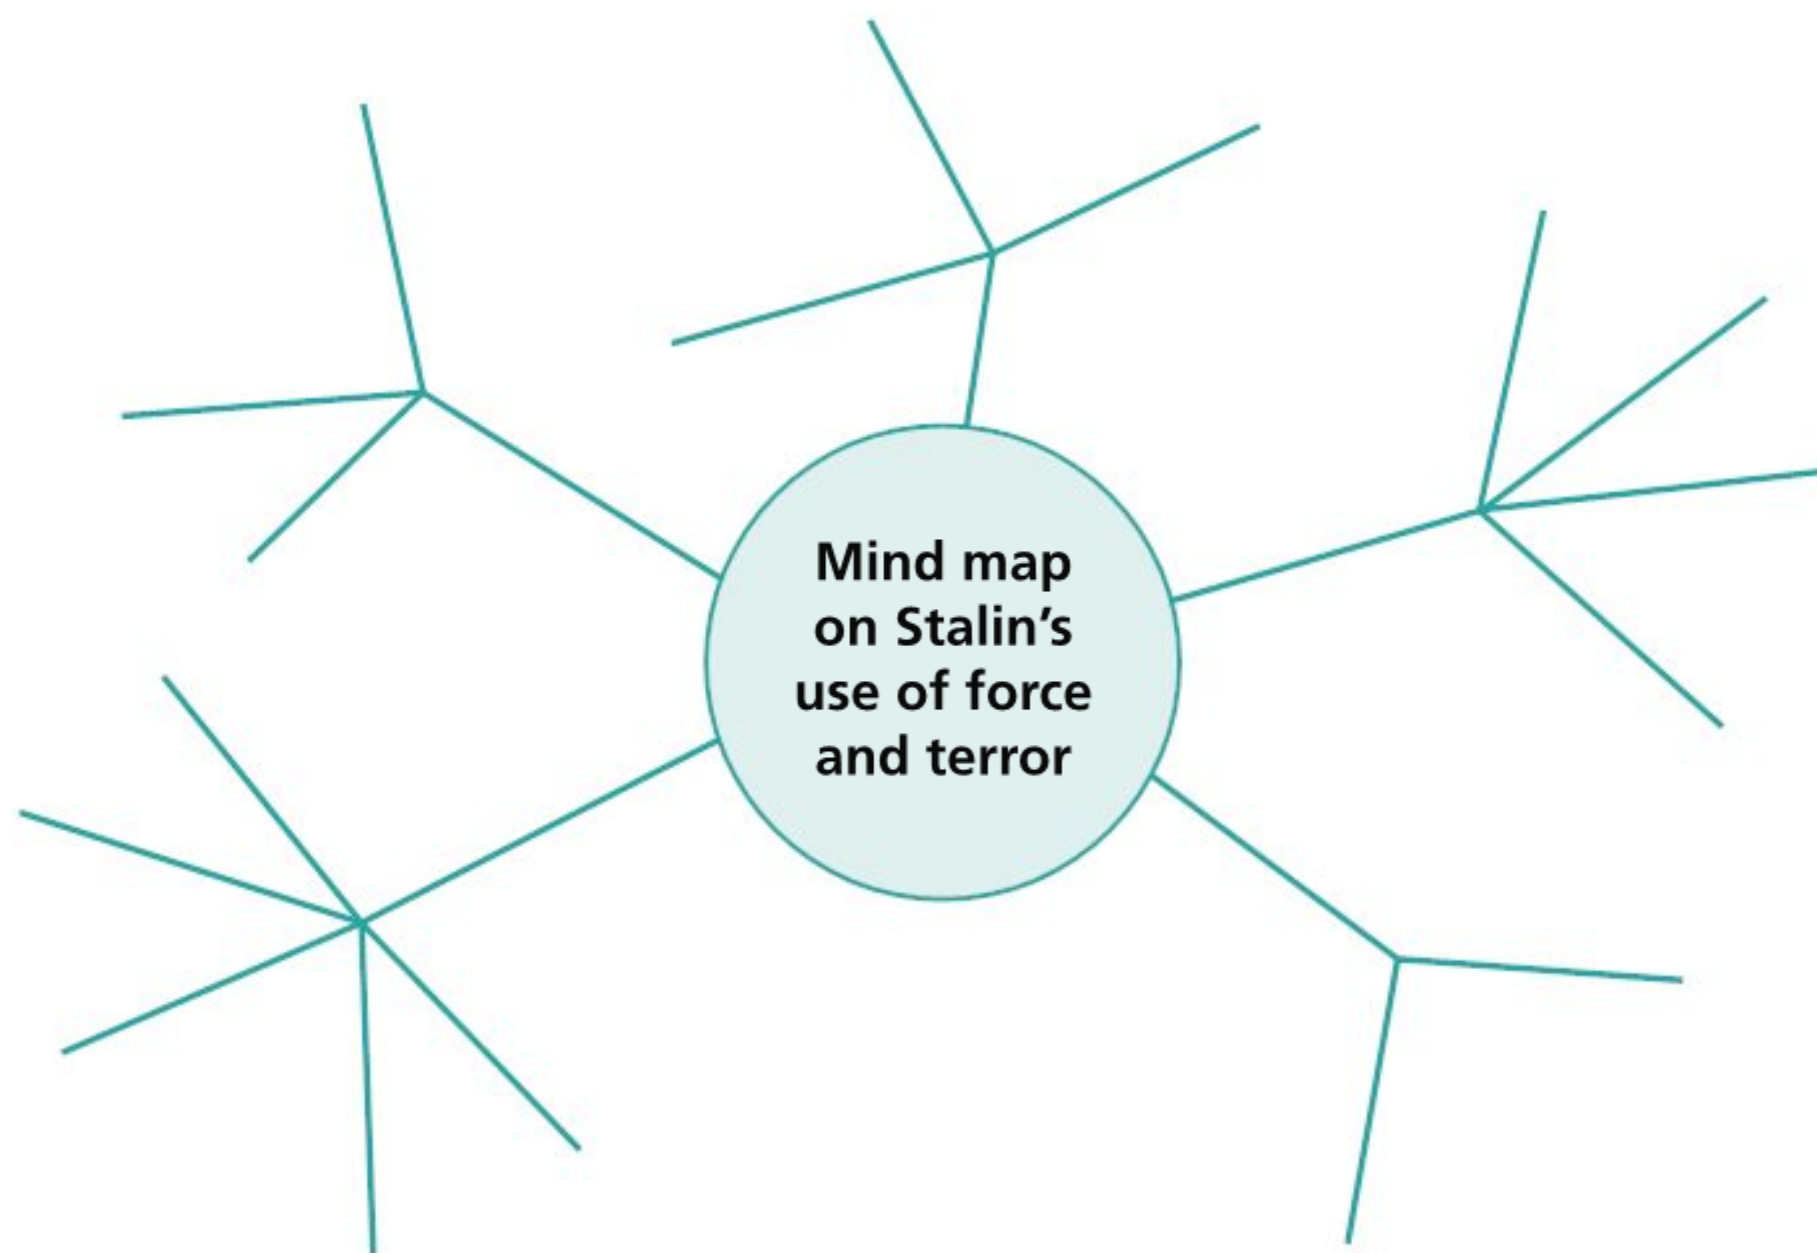 Mind map
on Stalin’s
use of force
and terror